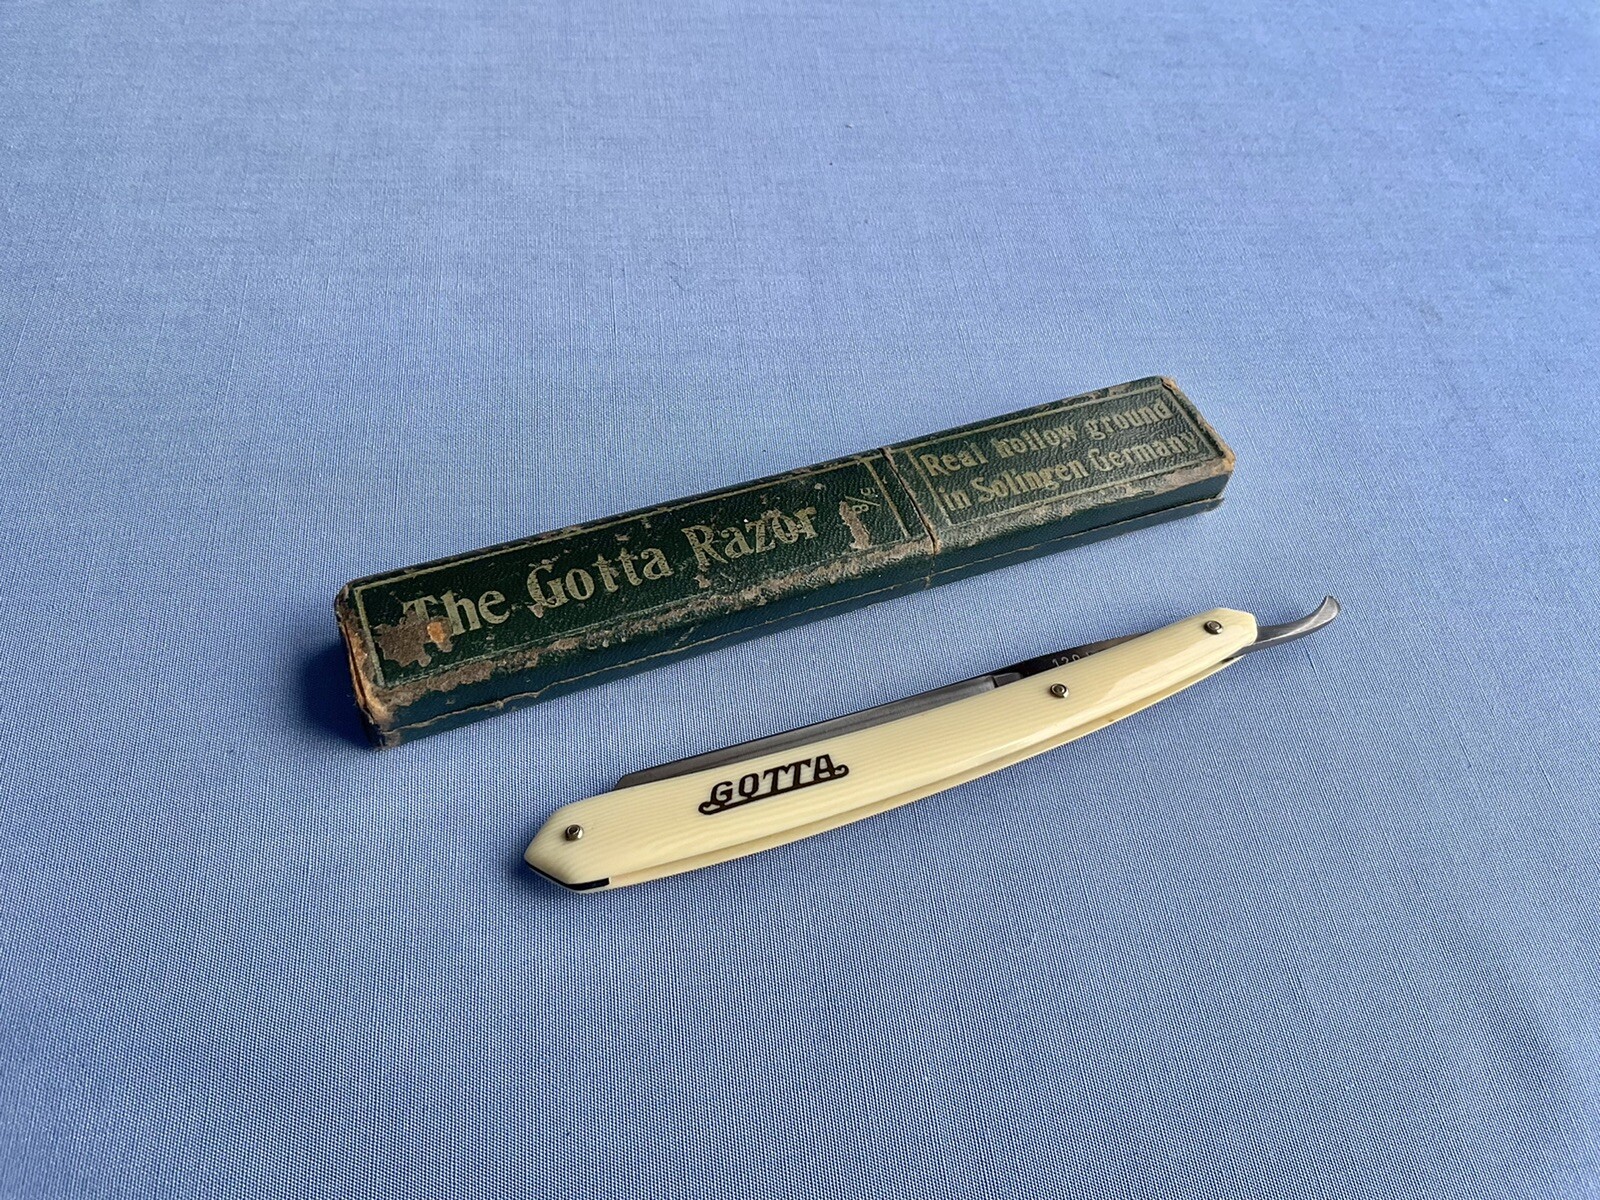 The Gotta Razor
Real hollow ground
in Solingen Germany
GOTTA